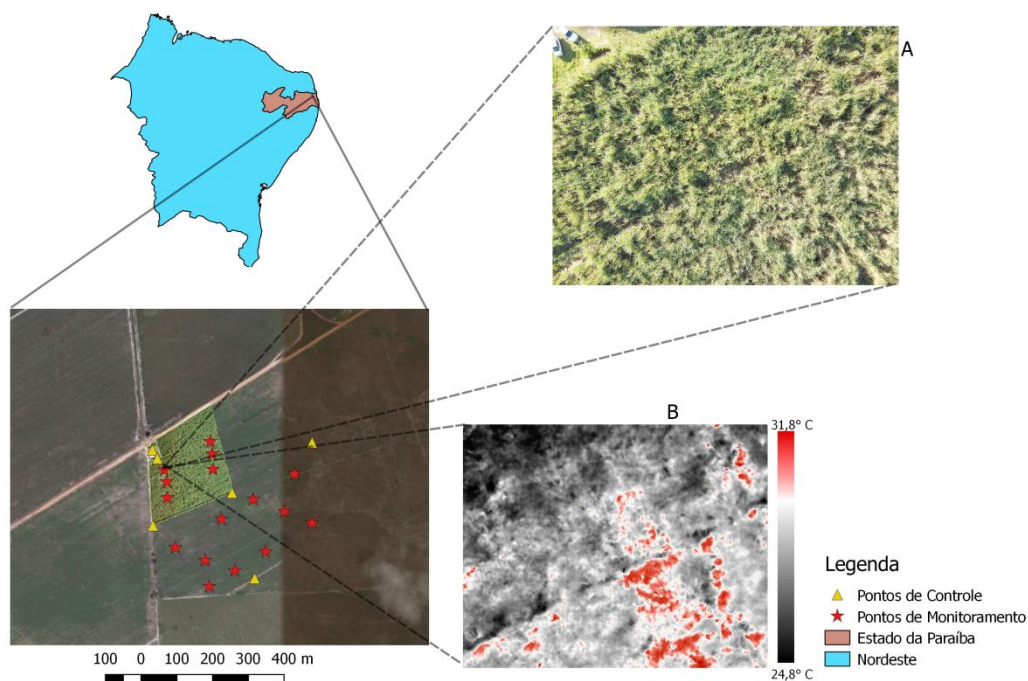 A
B
31,8° C
24,8° C
Legenda
Pontos de Controle
Pontos de Monitoramento
Estado da Paraíba
Nordeste
100 0 100 200 300 400 m